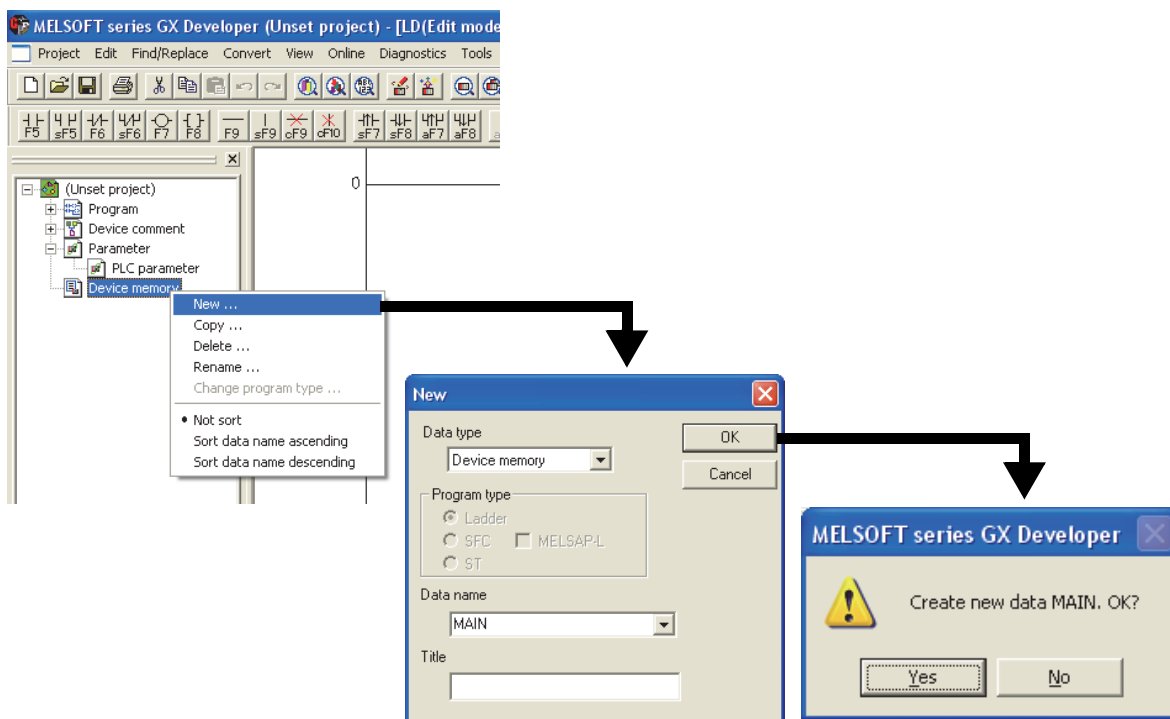 MELSOFT series GX Developer (Unset project) - [LD(Edit mode
Project Edit Find/Replace Convert View Online Diagnostics Tools
F5 sF5 F6 sF6 F7 F8 F9 sF9 cF9 cF10 sF7 sF8 aF7 aF8
0
(Unset project)
Program
Device comment
Parameter
PLC parameter
Device memory
New ...
Copy ...
Delete ...
Rename ...
Change program type ...
Not sort
Sort data name ascending
Sort data name descending
New
Data type
Device memory
OK
Cancel
Program type
Ladder
SFC MELSAP-L
ST
Data name
MAIN
Title
MELSOFT series GX Developer
Create new data MAIN. OK?
Yes No